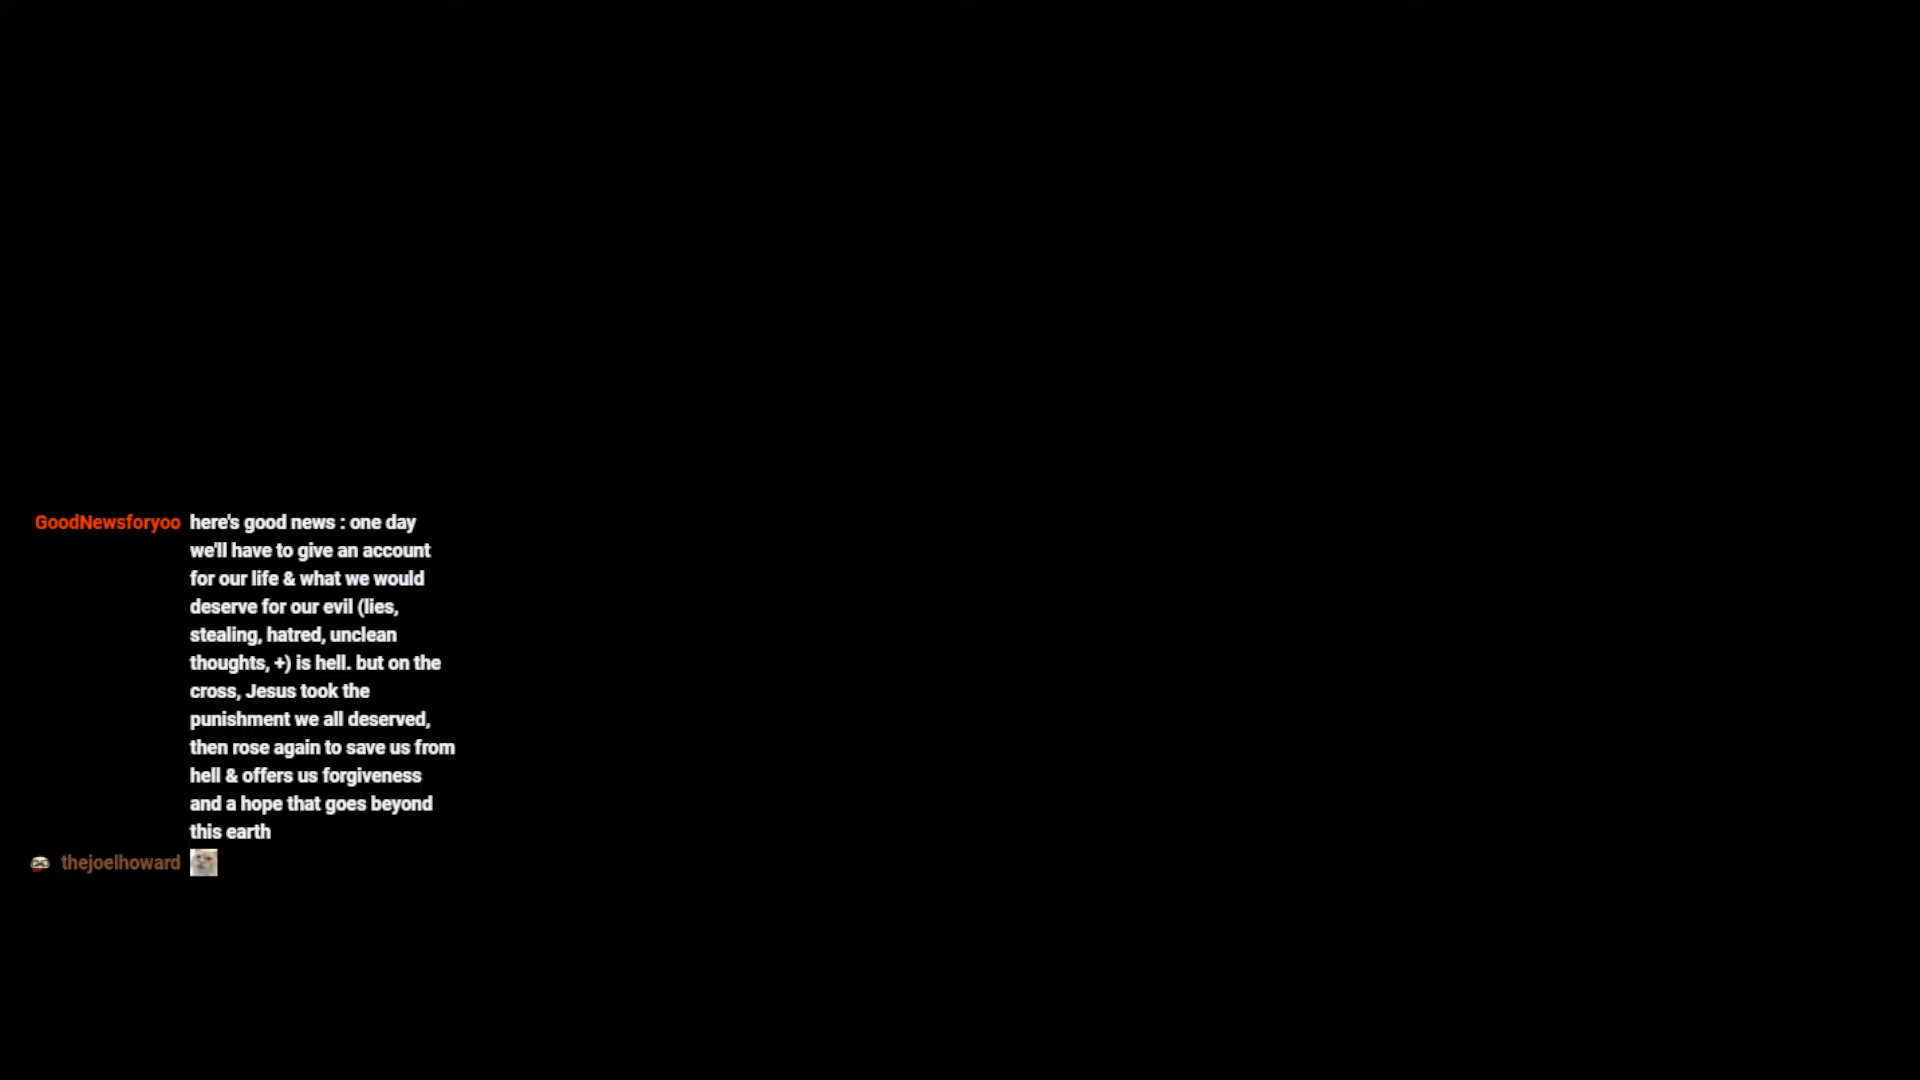 GoodNewsforyoo here's good news : one day
we'll have to give an account
for our life & what we would
deserve for our evil (lies,
stealing, hatred, unclean
thoughts, +) is hell. but on the
cross, Jesus took the
punishment we all deserved,
then rose again to save us from
hell & offers us forgiveness
and a hope that goes beyond
this earth
thejoelhoward